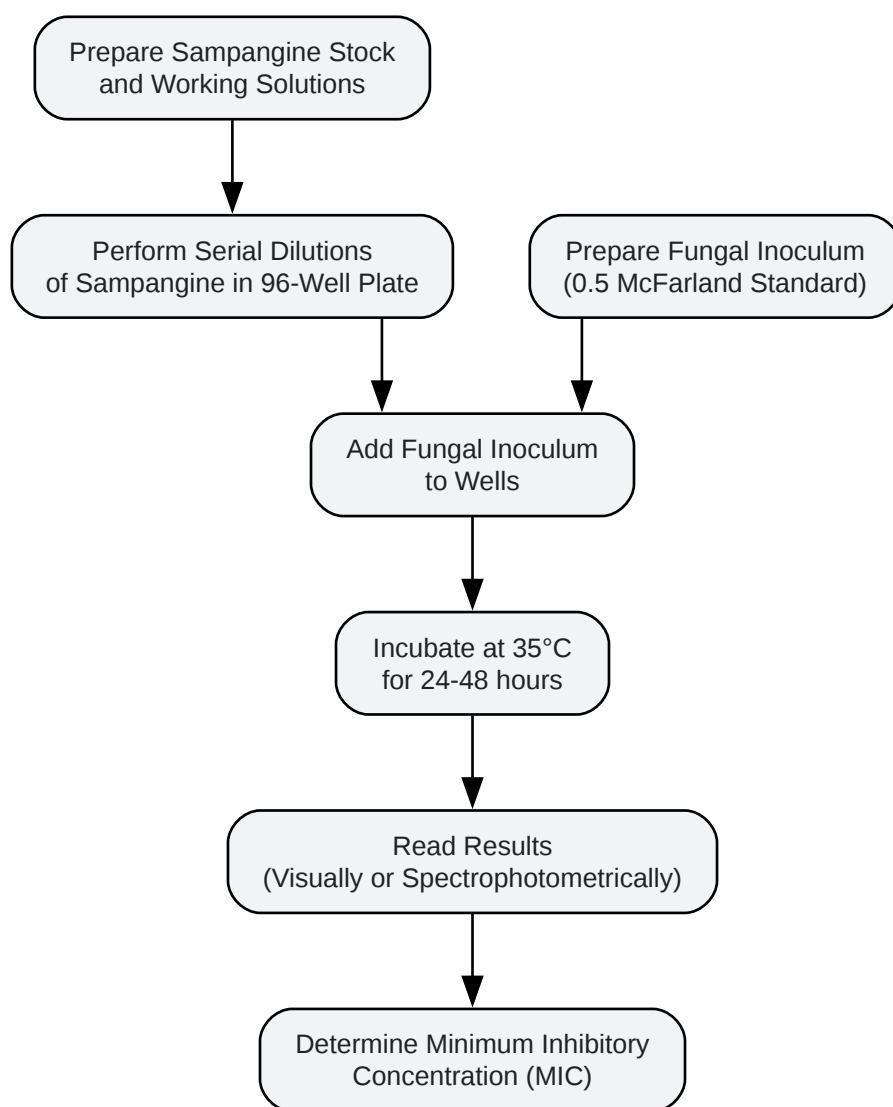 Prepare Sampangine Stock
and Working Solutions
Perform Serial Dilutions
of Sampangine in 96-Well Plate
Prepare Fungal Inoculum
(0.5 McFarland Standard)
Add Fungal Inoculum
to Wells
Incubate at 35°C
for 24-48 hours
Read Results
(Visually or Spectrophotometrically)
Determine Minimum Inhibitory
Concentration (MIC)